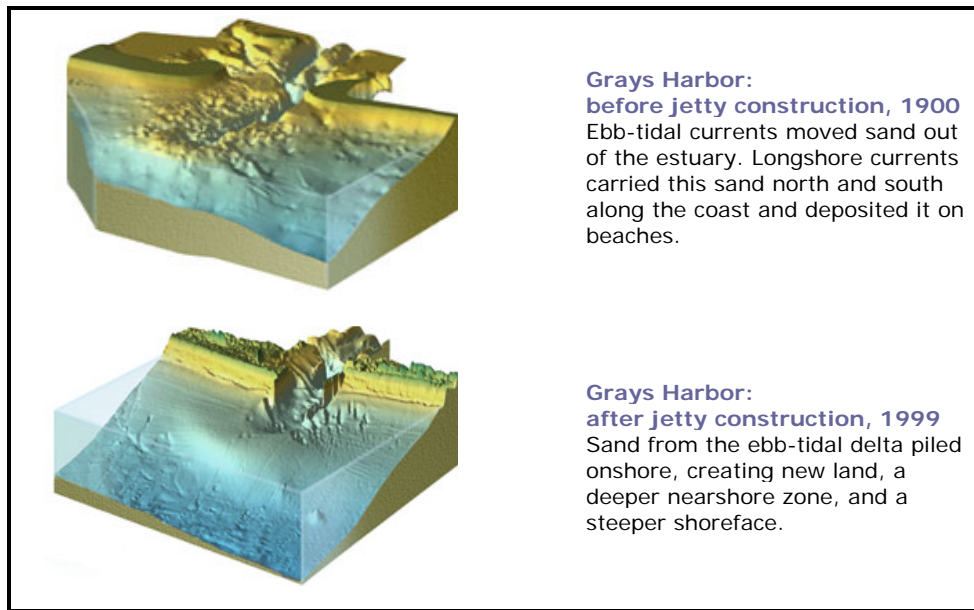 Grays Harbor:
before jetty construction, 1900
Ebb-tidal currents moved sand out
of the estuary. Longshore currents
carried this sand north and south
along the coast and deposited it on
beaches.
Grays Harbor:
after jetty construction, 1999
Sand from the ebb-tidal delta piled
onshore, creating new land, a
deeper nearshore zone, and a
steeper shoreface.